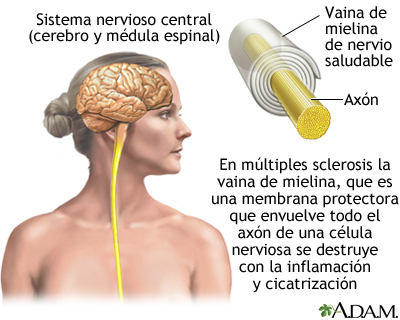 Sistema nervioso central
(cerebro y médula espinal)
Vaina de
mielina
de nervio
saludable
Axón
En múltiples sclerosis la
vaina de mielina, que es
una membrana protectora
que envuelve todo el
axón de una célula
nerviosa se destruye
con la inflamación
y cicatrización
ADAM.